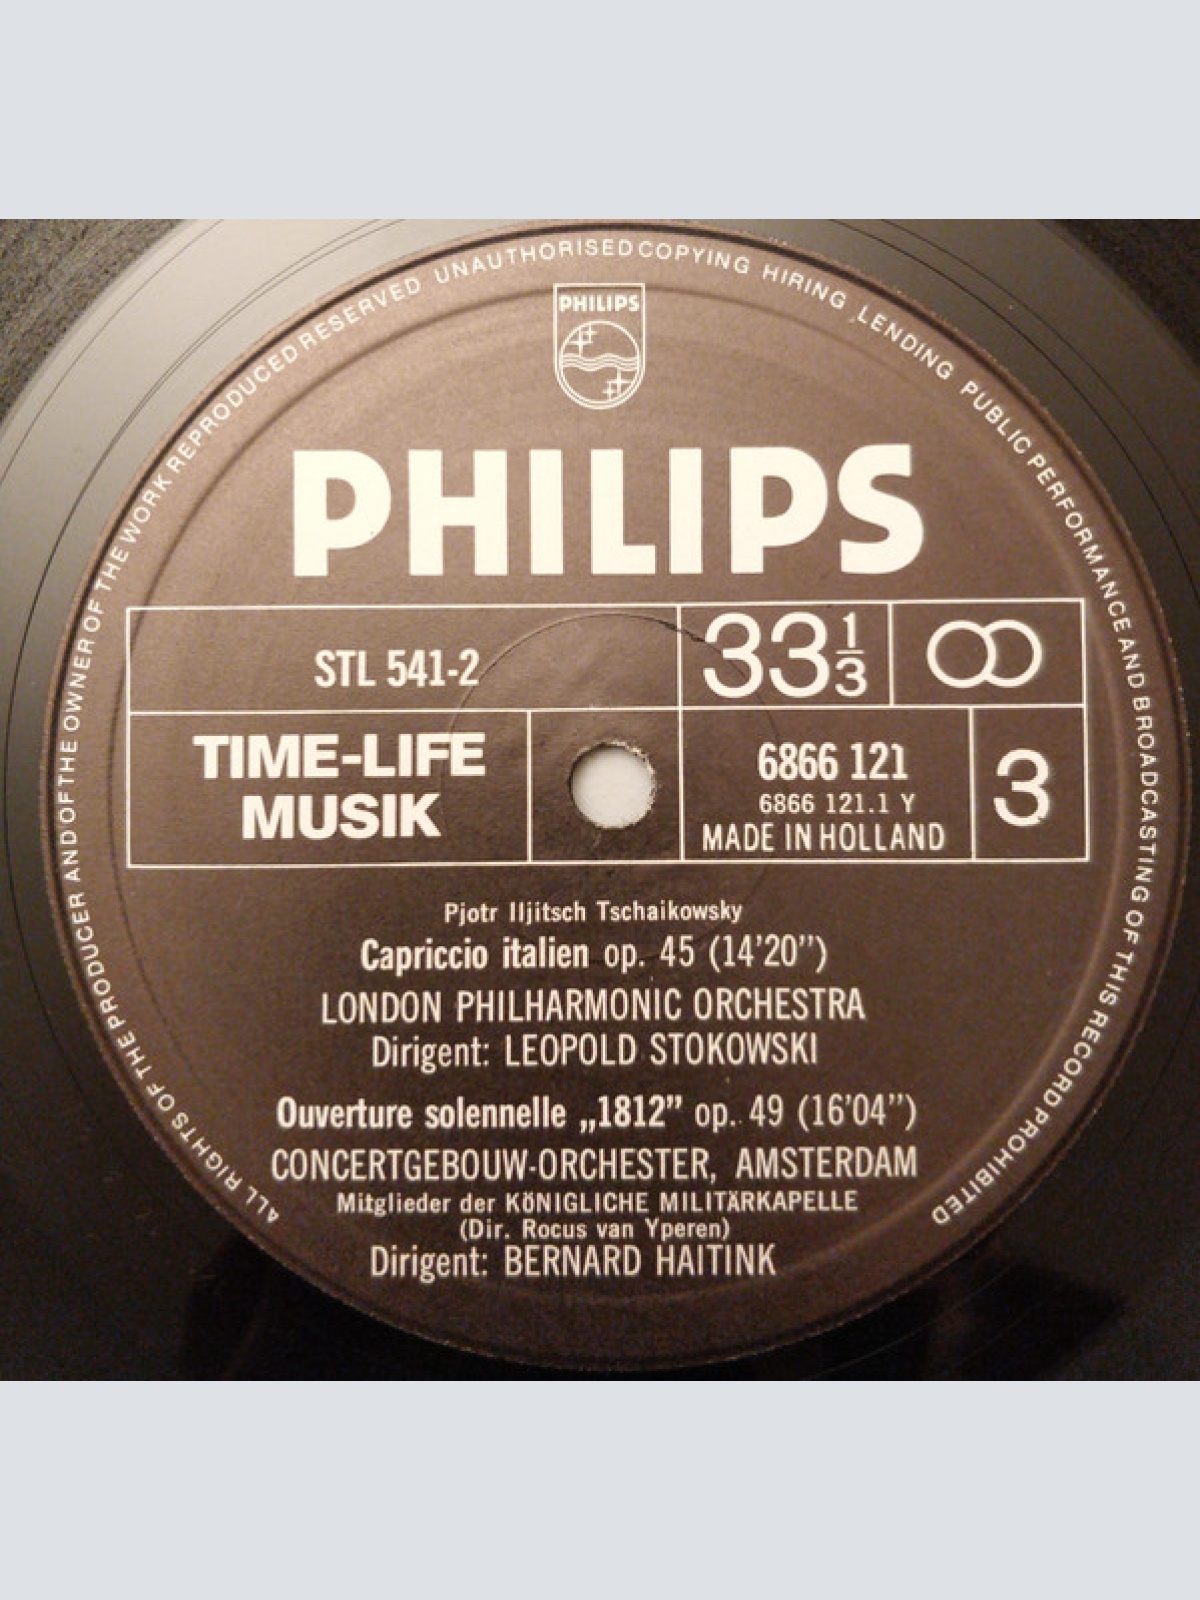 ALL RIGHTS OF THE PRODUCER AND OF THE OWNER OF THE WORK REPRODUCED RESERVED UNAUTHORISED COPYING HIRING, LENDING PUBLIC PERFORMANCE AND BROADCASTING OF THIS RECORD PROHIBITED
PHILIPS
PHILIPS
STL 541-2
33 1/3
TIME-LIFE
MUSIK
6866 121
6866 121.1 Y
MADE IN HOLLAND
3
Pjotr Iljitsch Tschaikowsky
Capriccio italien op. 45 (14'20")
LONDON PHILHARMONIC ORCHESTRA
Dirigent: LEOPOLD STOKOWSKI
Ouverture solennelle „1812" op. 49 (16'04")
CONCERTGEBOUW-ORCHESTER, AMSTERDAM
Mitglieder der KÖNIGLICHE MILITÄRKAPELLE
(Dir. Rocus van Yperen)
Dirigent: BERNARD HAITINK